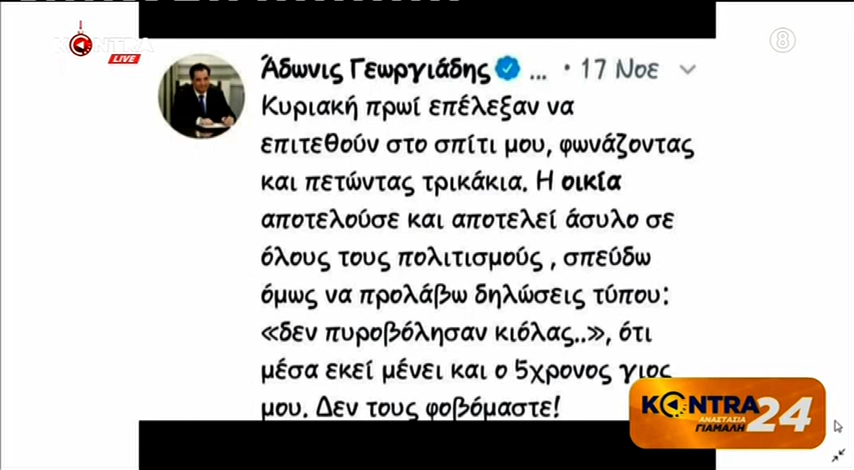 KONTRA
LIVE
8
Άδωνις Γεωργιάδης ... · 17 Νοε
Κυριακή πρωί επέλεξαν να
επιτεθούν στο σπίτι μου, φωνάζοντας
και πετώντας τρικάκια. Η οικία
αποτελούσε και αποτελεί άσυλο σε
όλους τους πολιτισμούς , σπεύδω
όμως να προλάβω δηλώσεις τύπου:
«δεν πυροβόλησαν κιόλας..», ότι
μέσα εκεί μένει και ο 5χρονος γιος
μου. Δεν τους φοβόμαστε!
KONTRA 24
ΑΝΑΣΤΑΣΙΑ
ΓΙΑΜΑΛΗ